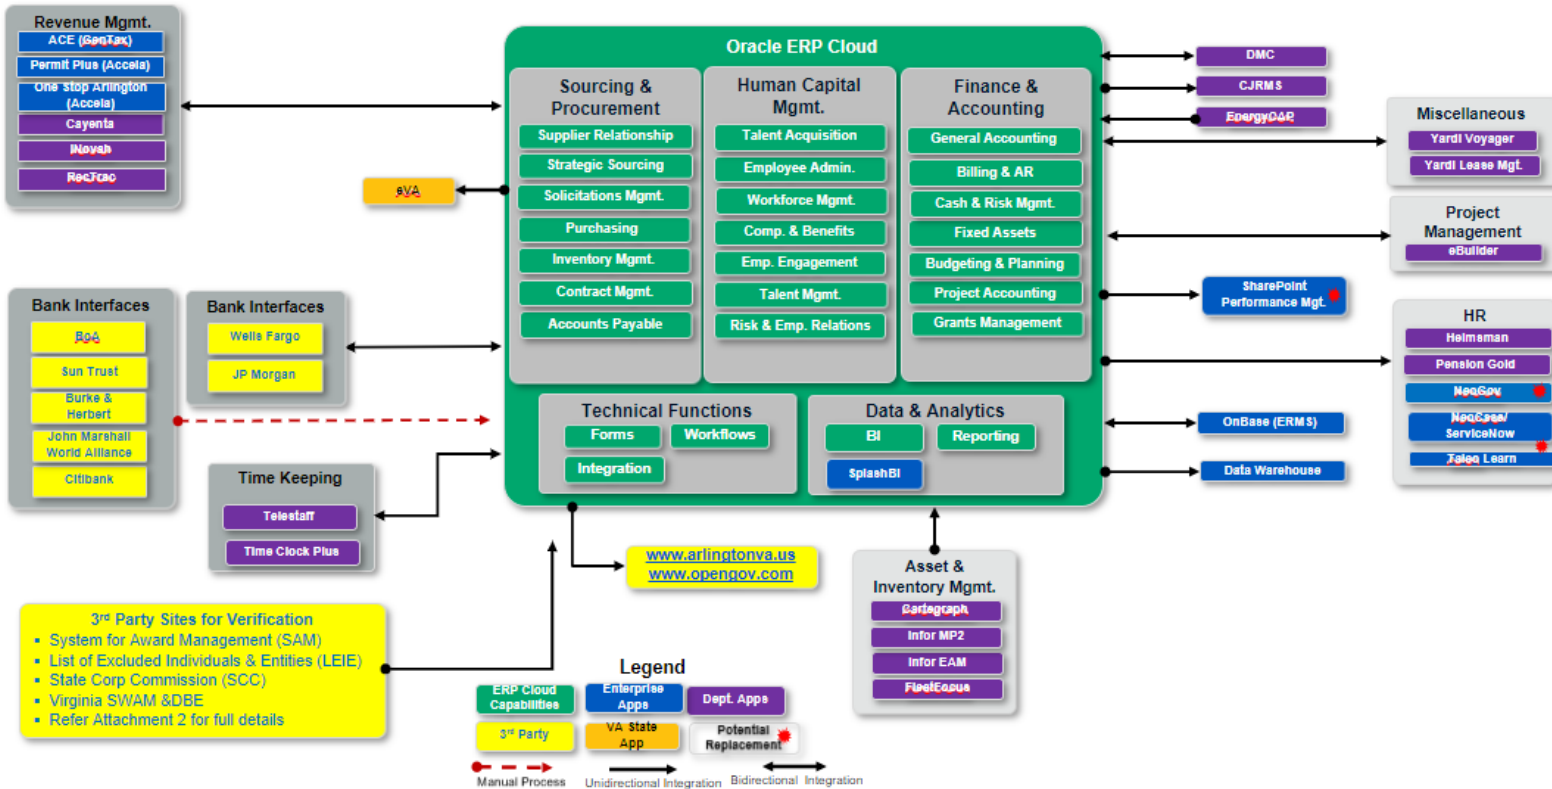 Revenue Mgmt.
ACE (GenTax)
Permit Plus (Accela)
One Stop Arlington
(Accela)
Cayenta
iNovah
RecTrac
eVA
Bank Interfaces
BoA
Sun Trust
Burke &
Herbert
John Marshall
World Alliance
Citibank
Bank Interfaces
Wells Fargo
JP Morgan
Time Keeping
Telestaff
Time Clock Plus
3rd Party Sites for Verification
▪ System for Award Management (SAM)
▪ List of Excluded Individuals & Entities (LEIE)
▪ State Corp Commission (SCC)
▪ Virginia SWAM &DBE
▪ Refer Attachment 2 for full details
Oracle ERP Cloud
Sourcing &
Procurement
Supplier Relationship
Strategic Sourcing
Solicitations Mgmt.
Purchasing
Inventory Mgmt.
Contract Mgmt.
Accounts Payable
Human Capital
Mgmt.
Talent Acquisition
Employee Admin.
Workforce Mgmt.
Comp. & Benefits
Emp. Engagement
Talent Mgmt.
Risk & Emp. Relations
Finance &
Accounting
General Accounting
Billing & AR
Cash & Risk Mgmt.
Fixed Assets
Budgeting & Planning
Project Accounting
Grants Management
Technical Functions
Forms
Workflows
Integration
Data & Analytics
BI
Reporting
SplashBI
www.arlingtonva.us
www.opengov.com
Asset &
Inventory Mgmt.
Cartegraph
Infor MP2
Infor EAM
FleetFocus
DMC
CJRMS
EnergyCAP
SharePoint
Performance Mgt.
OnBase (ERMS)
Data Warehouse
Miscellaneous
Yardi Voyager
Yardi Lease Mgt.
Project
Management
eBuilder
HR
Helmsman
Pension Gold
NeoGov
NeoCase/
ServiceNow
Taleo Learn
Legend
ERP Cloud
Capabilities
Enterprise
Apps
Dept. Apps
3rd Party
VA State
App
Potential
Replacement
Manual Process
Unidirectional Integration
Bidirectional Integration